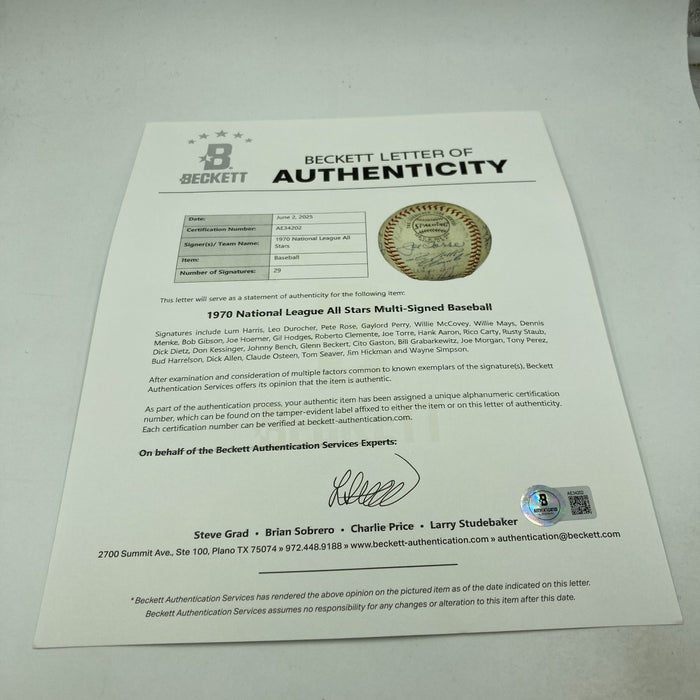 BECKETT
BECKETT LETTER OF
AUTHENTICITY
Date: June 2, 2025
Certification Number: AE34202
Signer(s)/ Team Name: 1970 National League All Stars
Item: Baseball
Number of Signatures: 29
This letter will serve as a statement of authenticity for the following item:
1970 National League All Stars Multi-Signed Baseball
Signatures include Lum Harris, Leo Durocher, Pete Rose, Gaylord Perry, Willie McCovey, Willie Mays, Dennis
Menke, Bob Gibson, Joe Hoerner, Gil Hodges, Roberto Clemente, Joe Torre, Hank Aaron, Rico Carty, Rusty Staub,
Dick Dietz, Don Kessinger, Johnny Bench, Glenn Beckert, Cito Gaston, Bill Grabarkewitz, Joe Morgan, Tony Perez,
Bud Harrelson, Dick Allen, Claude Osteen, Tom Seaver, Jim Hickman and Wayne Simpson.
After examination and consideration of multiple factors common to known exemplars of the signature(s), Beckett
Authentication Services offers its opinion that the item is authentic.
As part of the authentication process, your authentic item has been assigned a unique alphanumeric certification
number, which can be found on the tamper-evident label affixed to either the item or on this letter of authenticity.
Each certification number can be verified at beckett-authentication.com.
On behalf of the Beckett Authentication Services Experts:
AE34202
Steve Grad • Brian Sobrero • Charlie Price • Larry Studebaker
2700 Summit Ave., Ste 100, Plano TX 75074 » 972.448.9188 » www.beckett-authentication.com » authentication@beckett.com
*Beckett Authentication Services has rendered the above opinion on the pictured item as of the date indicated on this letter.
Beckett Authentication Services assumes no responsibility for any changes or alteration to this item after this date.